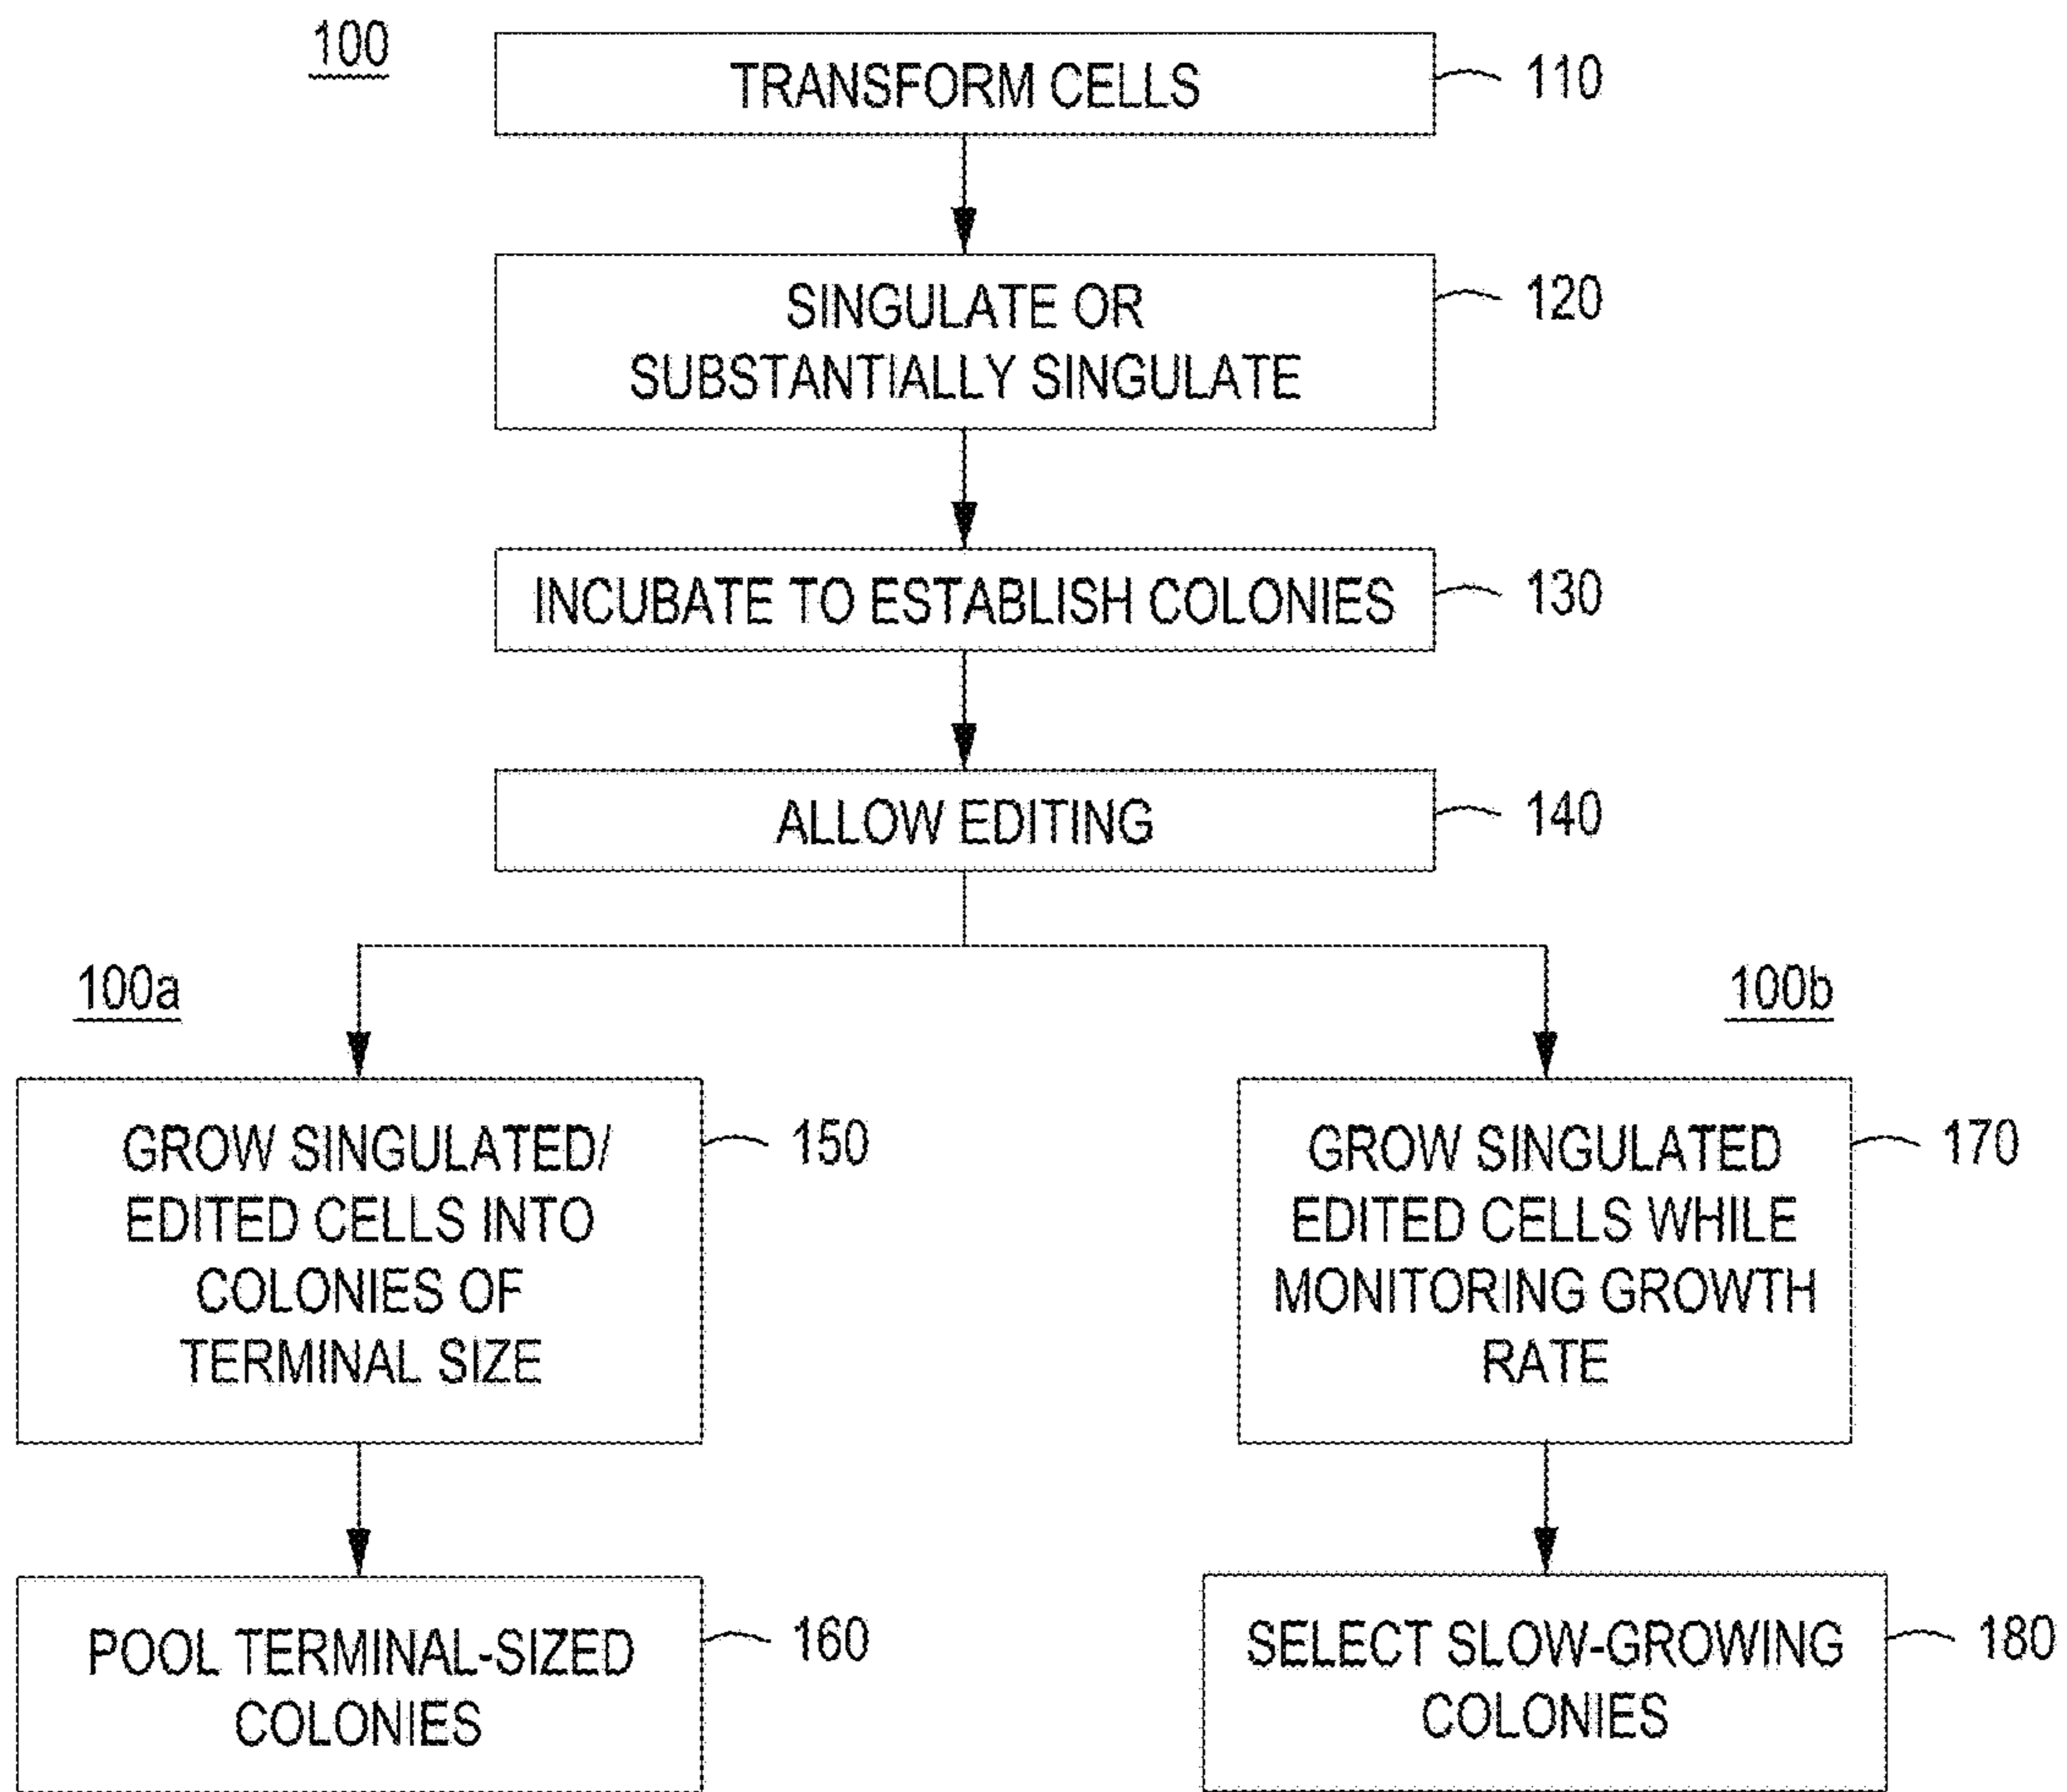 100
TRANSFORM CELLS
110
SINGULATE OR
SUBSTANTIALLY SINGULATE
120
INCUBATE TO ESTABLISH COLONIES
130
ALLOW EDITING
140
100a
GROW SINGULATED/
EDITED CELLS INTO
COLONIES OF
TERMINAL SIZE
150
POOL TERMINAL-SIZED
COLONIES
160
100b
GROW SINGULATED
EDITED CELLS WHILE
MONITORING GROWTH
RATE
170
SELECT SLOW-GROWING
COLONIES
180